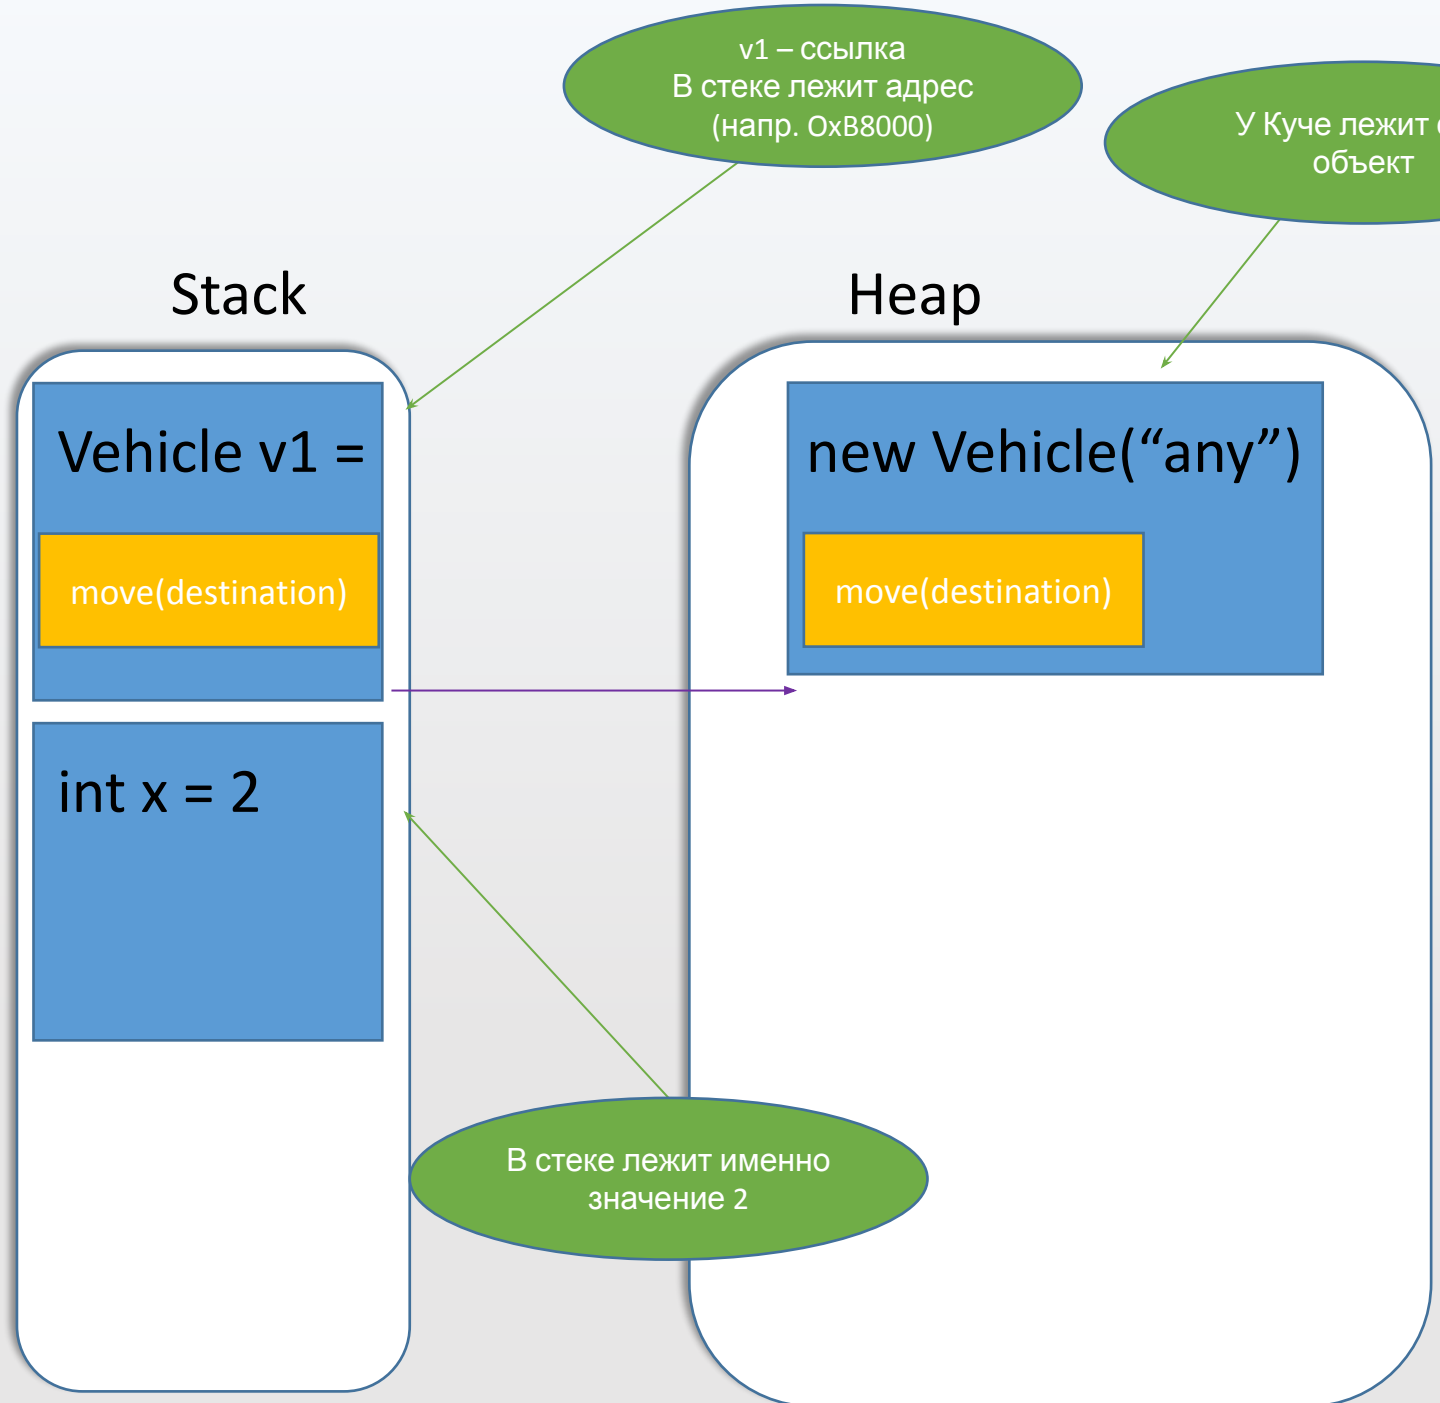 v1 – ссылка
В стеке лежит адрес
(напр. OxB8000)
У Куче лежит
объект
Stack
Heap
Vehicle v1 =
move(destination)
new Vehicle(“any”)
move(destination)
int x = 2
В стеке лежит именно
значение 2